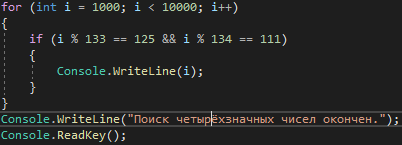 for (int i = 1000; i < 10000; i++)
{
if (i % 133 == 125 && i % 134 == 111)
{
Console.WriteLine(i);
}
}
Console.WriteLine("Поиск четырёхзначных чисел окончен.");
Console.ReadKey();